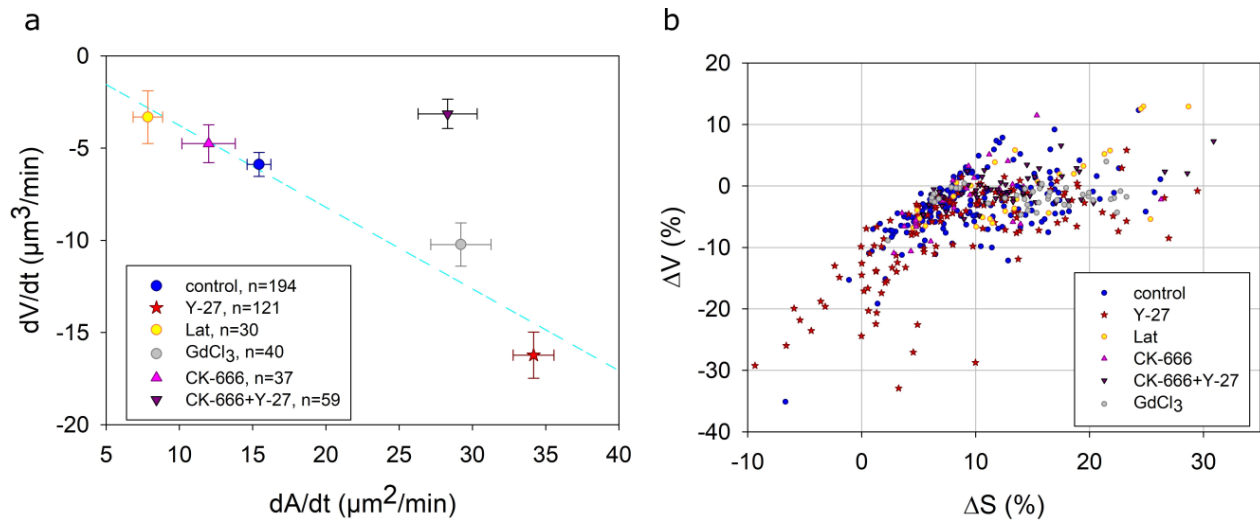 a
0
-5
-10
-15
-20
dV/dt (µm³/min)
control, n=194
Y-27, n=121
Lat, n=30
GdCl₃, n=40
CK-666, n=37
CK-666+Y-27, n=59
5 10 15 20 25 30 35 40
dA/dt (µm²/min)
b
20
10
0
-10
-20
-30
-40
ΔV (%)
control
Y-27
Lat
CK-666
CK-666+Y-27
GdCl₃
-10 0 10 20 30
ΔS (%)